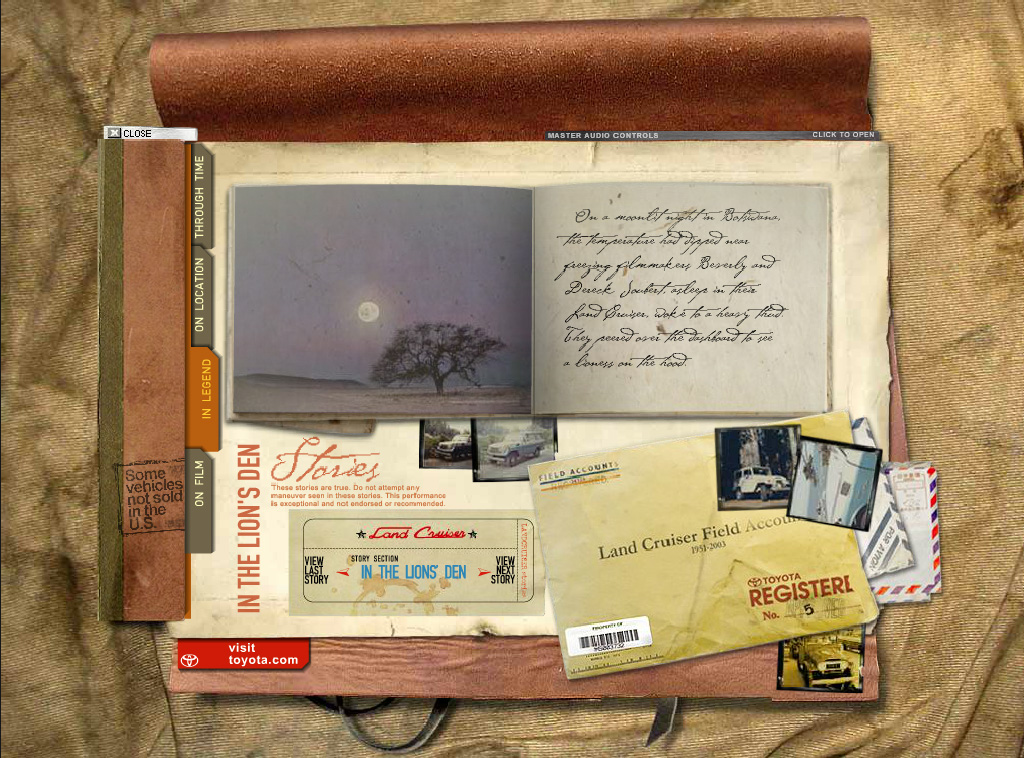 CLOSE
MASTER AUDIO CONTROLS
CLICK TO OPEN
THROUGH TIME
ON LOCATION
IN LEGEND
ON FILM
On a moonlit night in Botswana,
the temperature had dipped near
freezing filmmakers Beverly and
Dereck Joubert, asleep in their
Land Cruiser, woke to a heavy thud.
They peered over the dashboard to see
a lioness on the hood.
Some
vehicles
not sold
in the
U.S.
IN THE LION'S DEN
Stories
These stories are true. Do not attempt any
maneuver seen in these stories. This performance
is exceptional and not endorsed or recommended.
Land Cruiser
VIEW
LAST
STORY
STORY SECTION
IN THE LIONS' DEN
VIEW
NEXT
STORY
FIELD ACCOUNTS
Land Cruiser Field Accoun
1951-2003
TOYOTA
REGISTERE
No. 5
PROPERTY OF
PAR AVION
visit
toyota.com